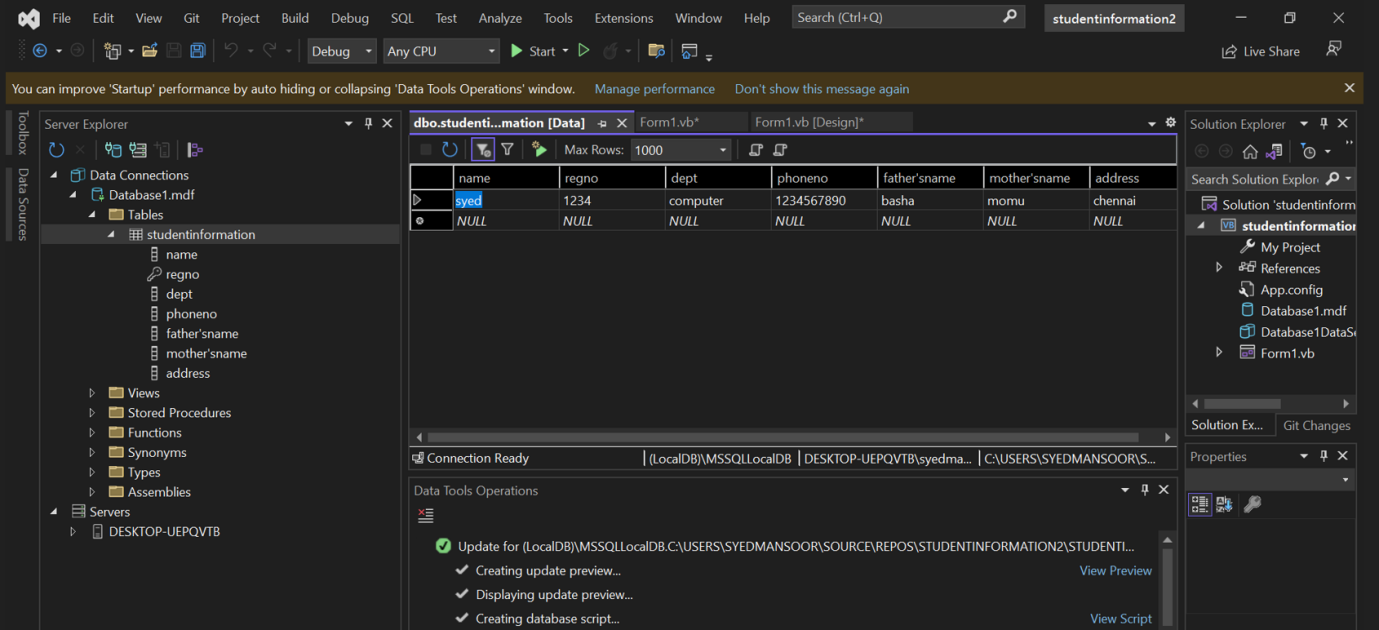 File Edit View Git Project Build Debug SQL Test Analyze Tools Extensions Window Help Search (Ctrl+Q) studentinformation2
Debug Any CPU Start Live Share
You can improve 'Startup' performance by auto hiding or collapsing 'Data Tools Operations' window. Manage performance Don't show this message again
Toolbox
Data Sources
Server Explorer
Data Connections
Database1.mdf
Tables
studentinformation
name
regno
dept
phoneno
father'sname
mother'sname
address
Views
Stored Procedures
Functions
Synonyms
Types
Assemblies
Servers
DESKTOP-UEPQVTB
dbo.studenti...mation [Data] Form1.vb* Form1.vb [Design]*
Max Rows: 1000
name regno dept phoneno father'sname mother'sname address
syed 1234 computer 1234567890 basha momu chennai
NULL NULL NULL NULL NULL NULL NULL
Connection Ready (LocalDB)\MSSQLLocalDB DESKTOP-UEPQVTB\syedma... C:\USERS\SYEDMANSOOR\S...
Data Tools Operations
Update for (LocalDB)\MSSQLLocalDB.C:\USERS\SYEDMANSOOR\SOURCE\REPOS\STUDENTINFORMATION2\STUDENTI...
Creating update preview... View Preview
Displaying update preview...
Creating database script... View Script
Solution Explorer
Search Solution Explor
Solution 'studentinform
VB studentinformation
My Project
References
App.config
Database1.mdf
Database1DataS
Form1.vb
Solution Ex... Git Changes
Properties